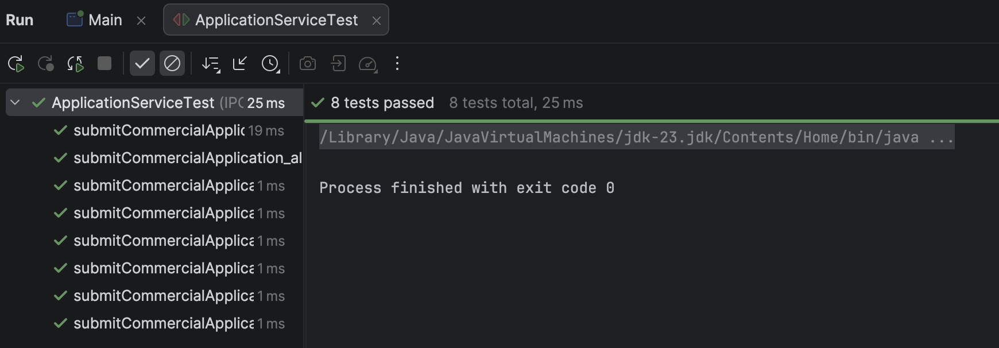 Run Main ApplicationServiceTest
ApplicationServiceTest (IPO 25 ms
submitCommercialApplic 19 ms
submitCommercialApplication_al
submitCommercialApplica 1 ms
submitCommercialApplica 1 ms
submitCommercialApplica 1 ms
submitCommercialApplica 1 ms
submitCommercialApplica 1 ms
submitCommercialApplica 1 ms
8 tests passed 8 tests total, 25 ms
/Library/Java/JavaVirtualMachines/jdk-23.jdk/Contents/Home/bin/java ...
Process finished with exit code 0